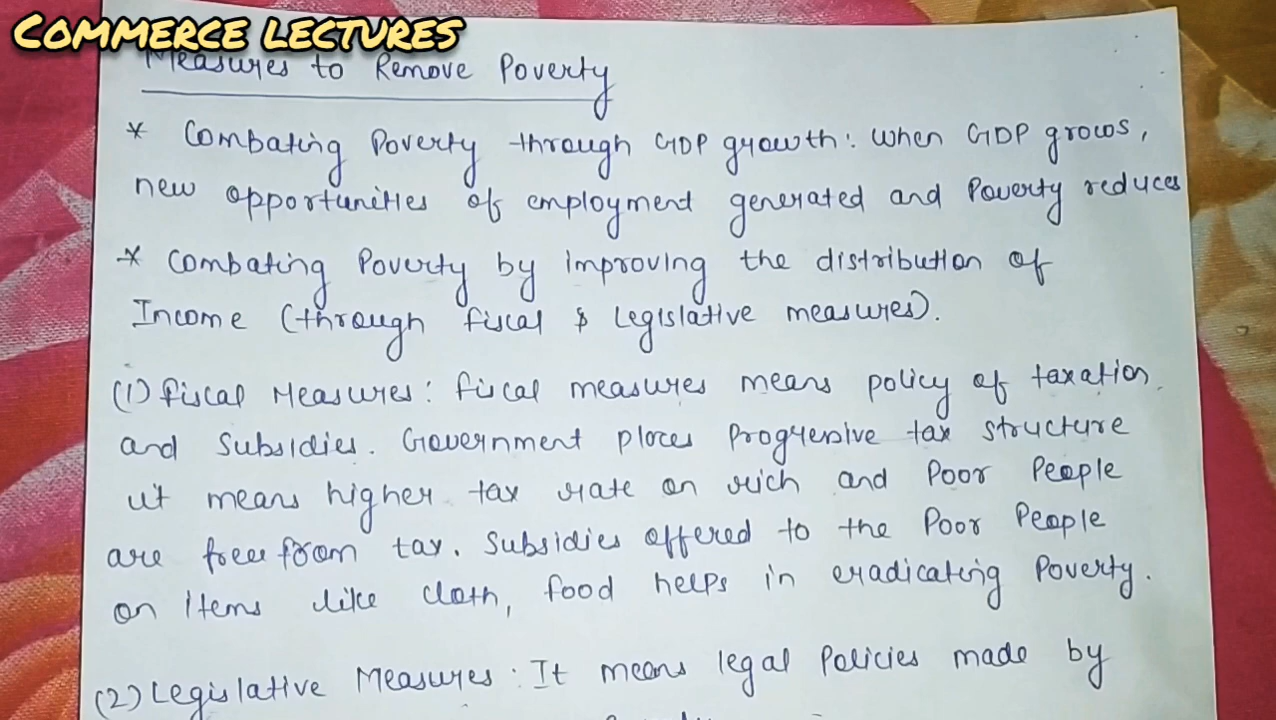 COMMERCE LECTURES
Measures to Remove Poverty
* Combating Poverty through GDP growth: When GDP grows,
new opportunities of employment generated and Poverty reduces
* Combating Poverty by improving the distribution of
Income (through fiscal & Legislative measures).
(1) Fiscal Measures: Fiscal measures means policy of taxation
and Subsidies. Government places Progressive tax structure
it means higher tax rate on rich and Poor People
are free from tax. Subsidies offered to the Poor People
on items like cloth, food helps in eradicating Poverty.
(2) Legislative Measures: It means legal Policies made by